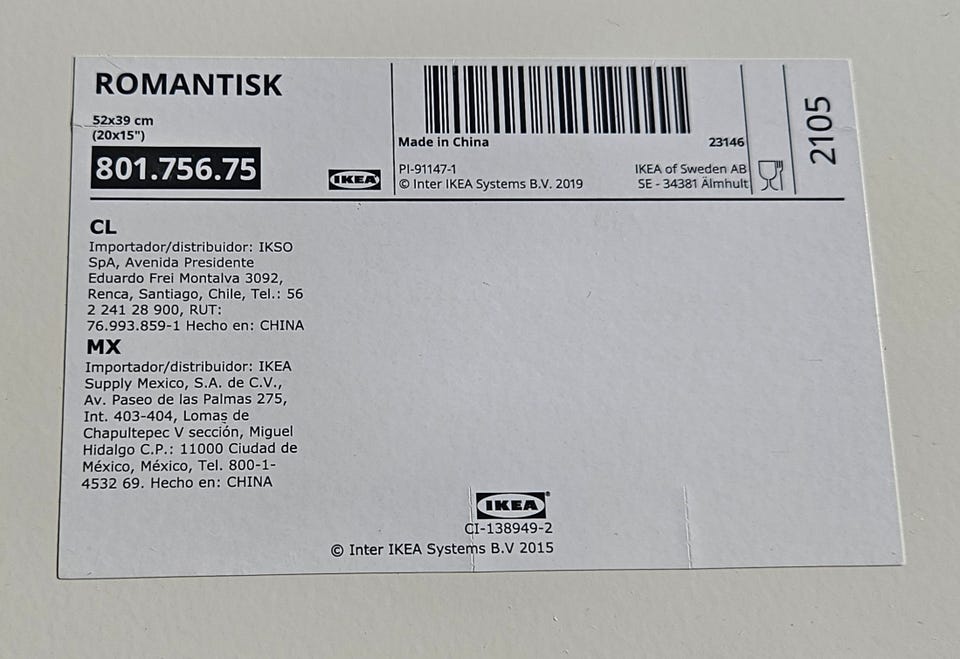 ROMANTISK
52x39 cm
(20x15")
801.756.75
IKEA
Made in China
23146
PI-91147-1
© Inter IKEA Systems B.V. 2019
IKEA of Sweden AB
SE - 34381 Älmhult
2105
CL
Importador/distribuidor: IKSO
SpA, Avenida Presidente
Eduardo Frei Montalva 3092,
Renca, Santiago, Chile, Tel.: 56
2 241 28 900, RUT:
76.993.859-1 Hecho en: CHINA
MX
Importador/distribuidor: IKEA
Supply Mexico, S.A. de C.V.,
Av. Paseo de las Palmas 275,
Int. 403-404, Lomas de
Chapultepec V sección, Miguel
Hidalgo C.P.: 11000 Ciudad de
México, México, Tel. 800-1-
4532 69. Hecho en: CHINA
IKEA®
CI-138949-2
© Inter IKEA Systems B.V 2015